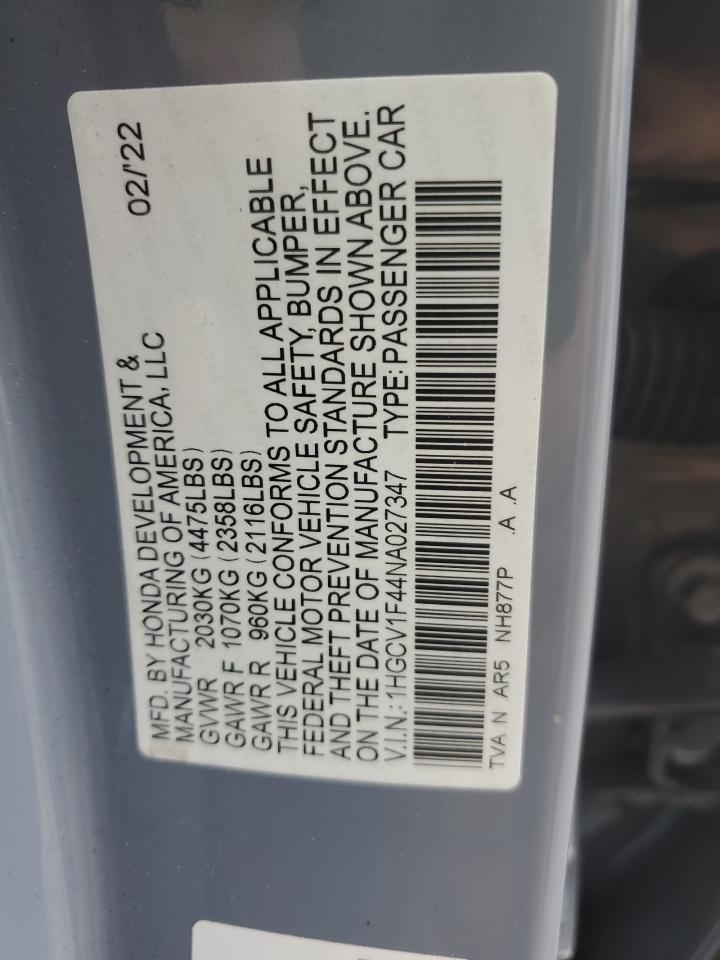 MFD. BY HONDA DEVELOPMENT & 02/'22
MANUFACTURING OF AMERICA, LLC
GVWR 2030KG (4475LBS)
GAWR F 1070KG (2358LBS)
GAWR R 960KG (2116LBS)
THIS VEHICLE CONFORMS TO ALL APPLICABLE
FEDERAL MOTOR VEHICLE SAFETY, BUMPER,
AND THEFT PREVENTION STANDARDS IN EFFECT
ON THE DATE OF MANUFACTURE SHOWN ABOVE.
V.I.N.: 1HGCV1F44NA027347 TYPE: PASSENGER CAR
TVA N AR5 NH877P .A .A